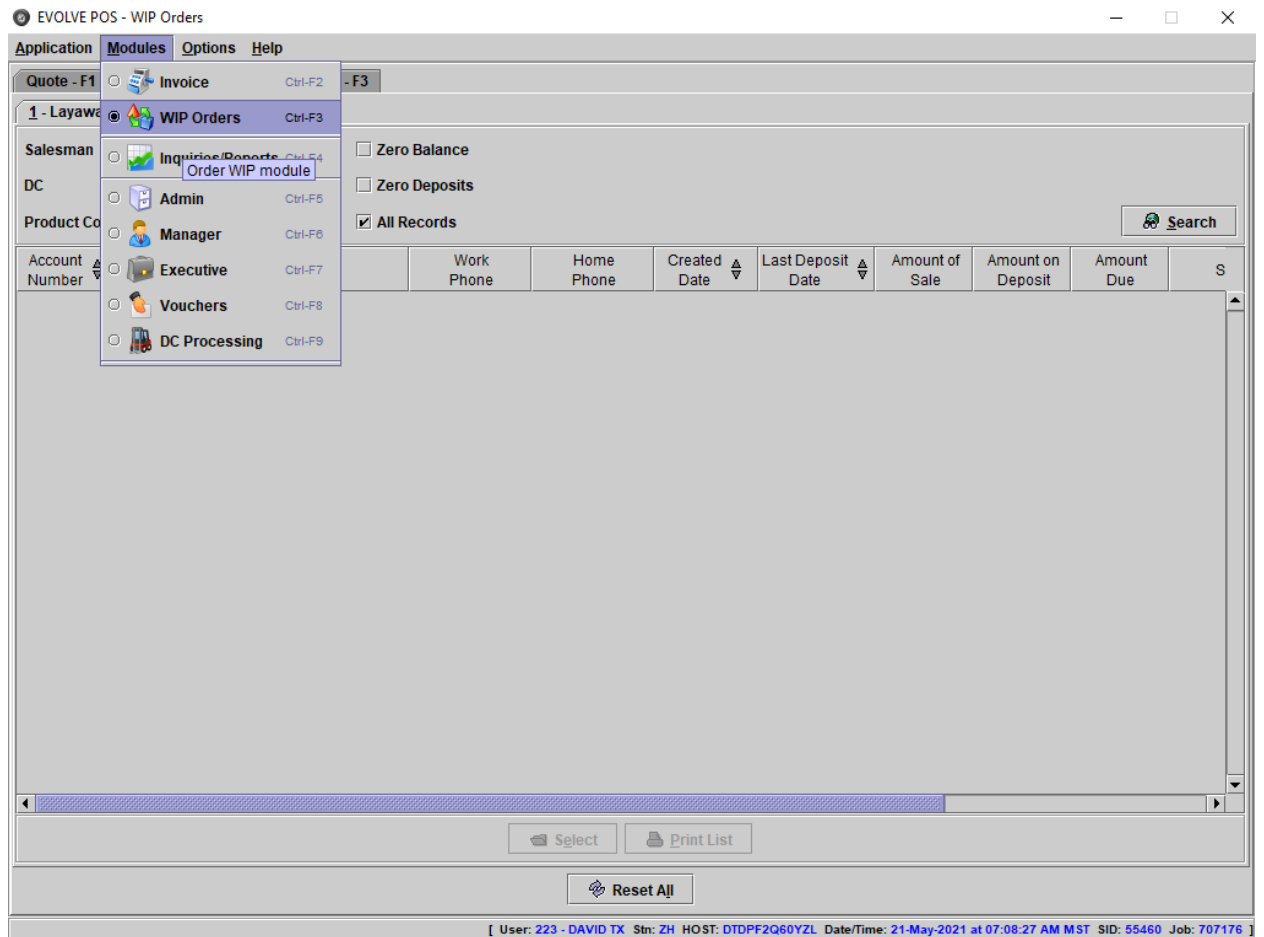 EVOLVE POS - WIP Orders
Application Modules Options Help
Quote - F1 - F3
Invoice Ctrl-F2
WIP Orders Ctrl-F3
Inquiries/Reports Ctrl-F4
Order WIP module
Admin Ctrl-F5
Manager Ctrl-F6
Executive Ctrl-F7
Vouchers Ctrl-F8
DC Processing Ctrl-F9
1 - Layawa
Salesman Zero Balance
DC Zero Deposits
Product Co All Records Search
Account Number Work Phone Home Phone Created Date Last Deposit Date Amount of Sale Amount on Deposit Amount Due S
Select Print List
Reset All
[ User: 223 - DAVID TX Stn: ZH HOST: DTDPF2Q60YZL Date/Time: 21-May-2021 at 07:08:27 AM MST SID: 55460 Job: 707176 ]